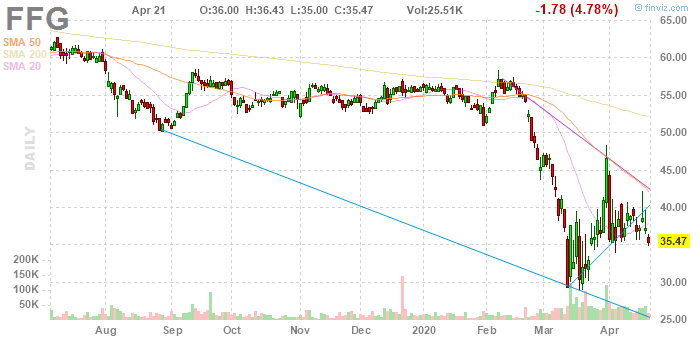 FFG
Apr 21 O:36.00 H:36.43 L:35.00 C:35.47 Vol:25.51K -1.78 (4.78%)
© finviz.com
SMA 50
SMA 200
SMA 20
DAILY
65.00
60.00
55.00
50.00
45.00
40.00
35.47
30.00
25.00
200K
150K
100K
50K
Aug Sep Oct Nov Dec 2020 Feb Mar Apr